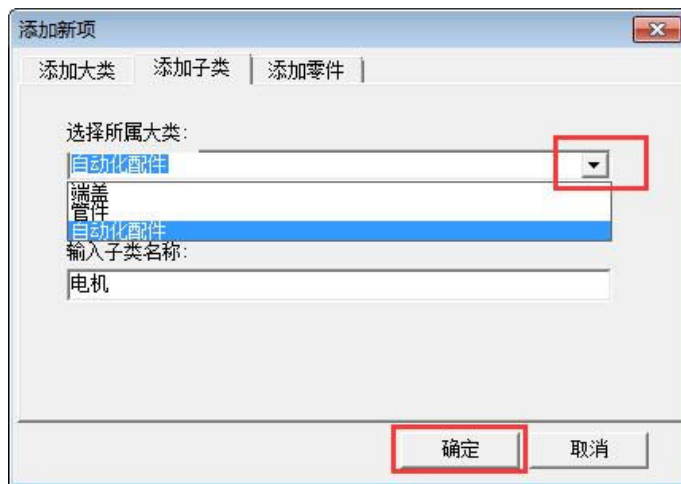 添加新项
添加大类 添加子类 添加零件
选择所属大类:
自动化配件
端盖
管件
自动化配件
输入子类名称:
电机
确定 取消